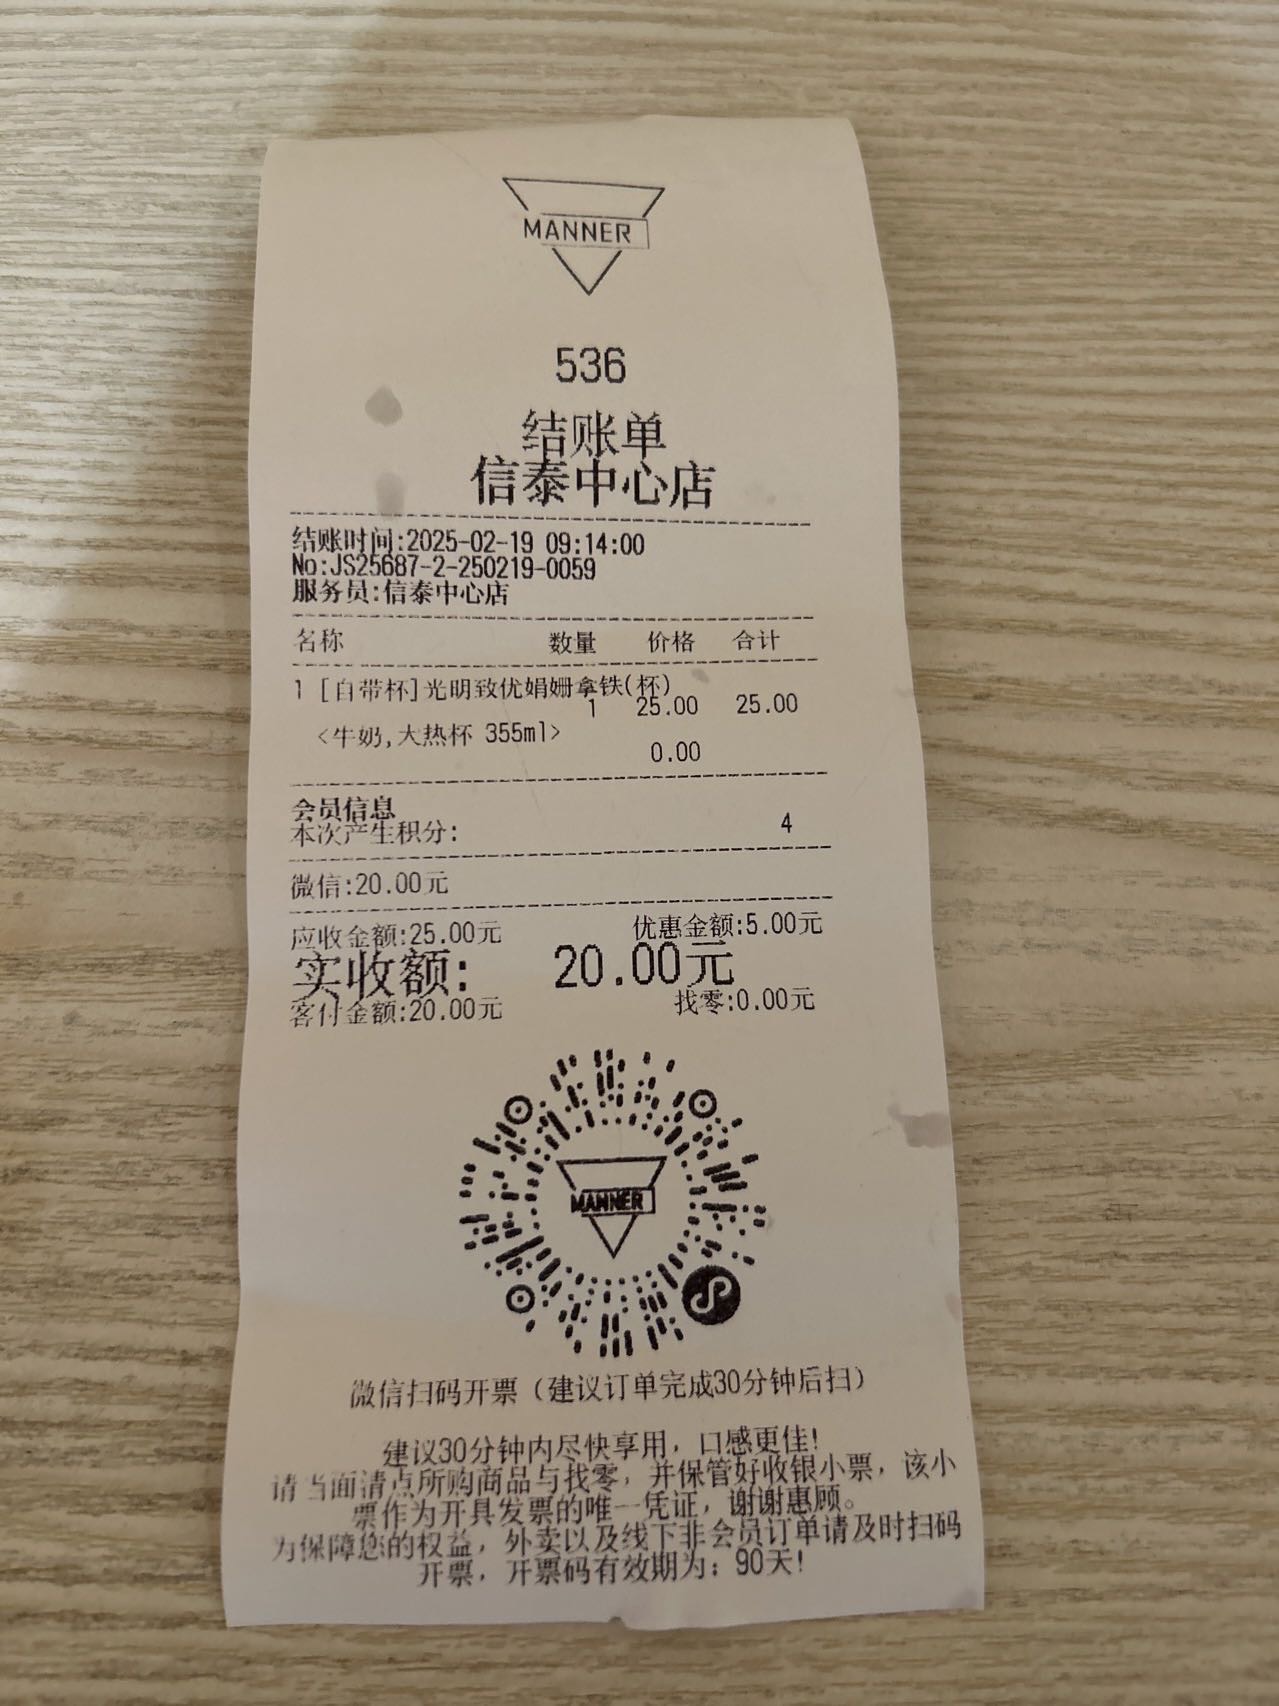 MANNER
536
结账单
信泰中心店
结账时间:2025-02-19 09:14:00
No:JS25687-2-250219-0059
服务员:信泰中心店
名称 数量 价格 合计
1 [自带杯]光明致优娟姗拿铁(杯)
1 25.00 25.00
<牛奶,大热杯 355ml>
0.00
会员信息
本次产生积分: 4
微信:20.00元
应收金额:25.00元 优惠金额:5.00元
实收额: 20.00元
客付金额:20.00元 找零:0.00元
MANNER
微信扫码开票（建议订单完成30分钟后扫）
建议30分钟内尽快享用，口感更佳!
请当面清点所购商品与找零，并保管好收银小票，该小
票作为开具发票的唯一凭证，谢谢惠顾。
为保障您的权益，外卖以及线下非会员订单请及时扫码
开票，开票码有效期为：90天!